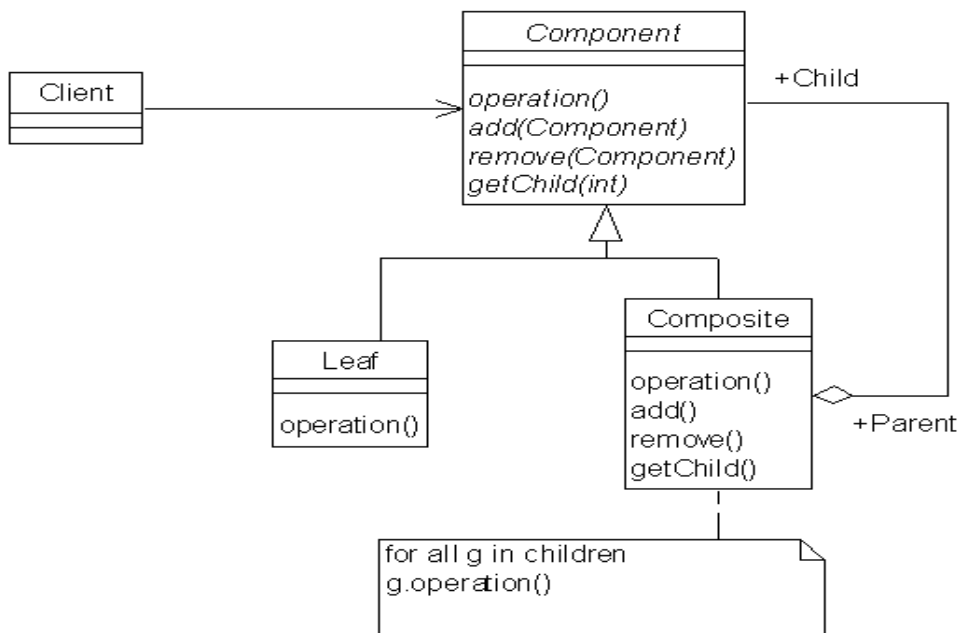 Component
operation()
add(Component)
remove(Component)
getChild(int)
Client
+Child
Leaf
operation()
Composite
operation()
add()
remove()
getChild()
+Parent
for all g in children
g.operation()